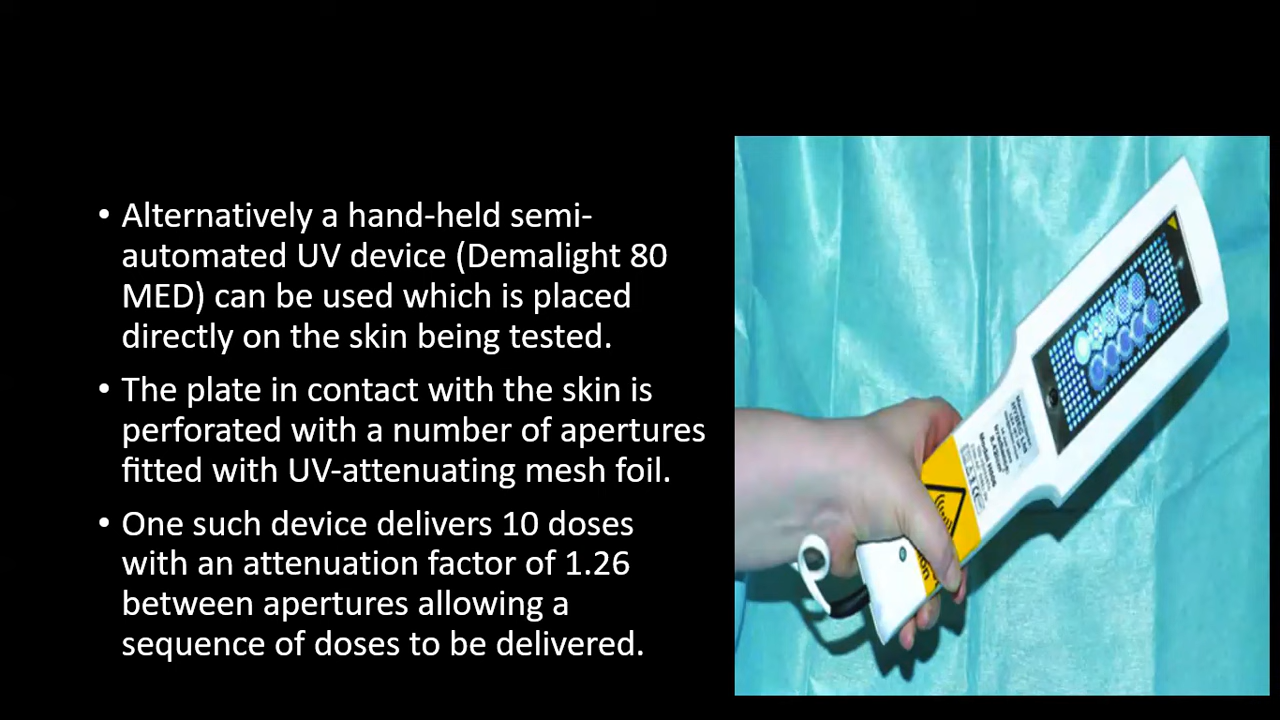 • Alternatively a hand-held semi-
automated UV device (Demalight 80
MED) can be used which is placed
directly on the skin being tested.
• The plate in contact with the skin is
perforated with a number of apertures
fitted with UV-attenuating mesh foil.
• One such device delivers 10 doses
with an attenuation factor of 1.26
between apertures allowing a
sequence of doses to be delivered.